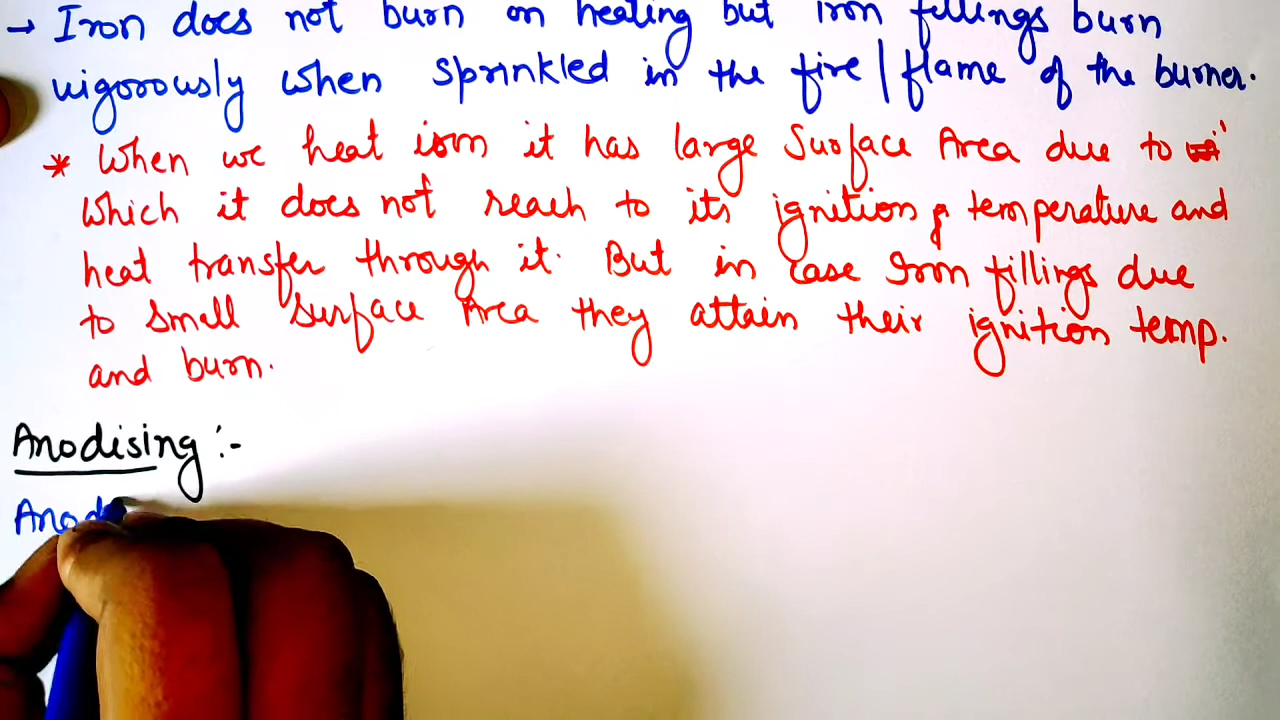 → Iron does not burn on heating but iron fillings burn
vigorously when sprinkled in the fire/flame of the burner.
* When we heat iron it has large Surface Area due to
which it does not reach to its ignition temperature and
heat transfer through it. But in case Iron fillings due
to small surface Area they attain their ignition temp.
and burn.
Anodising :-
Anod